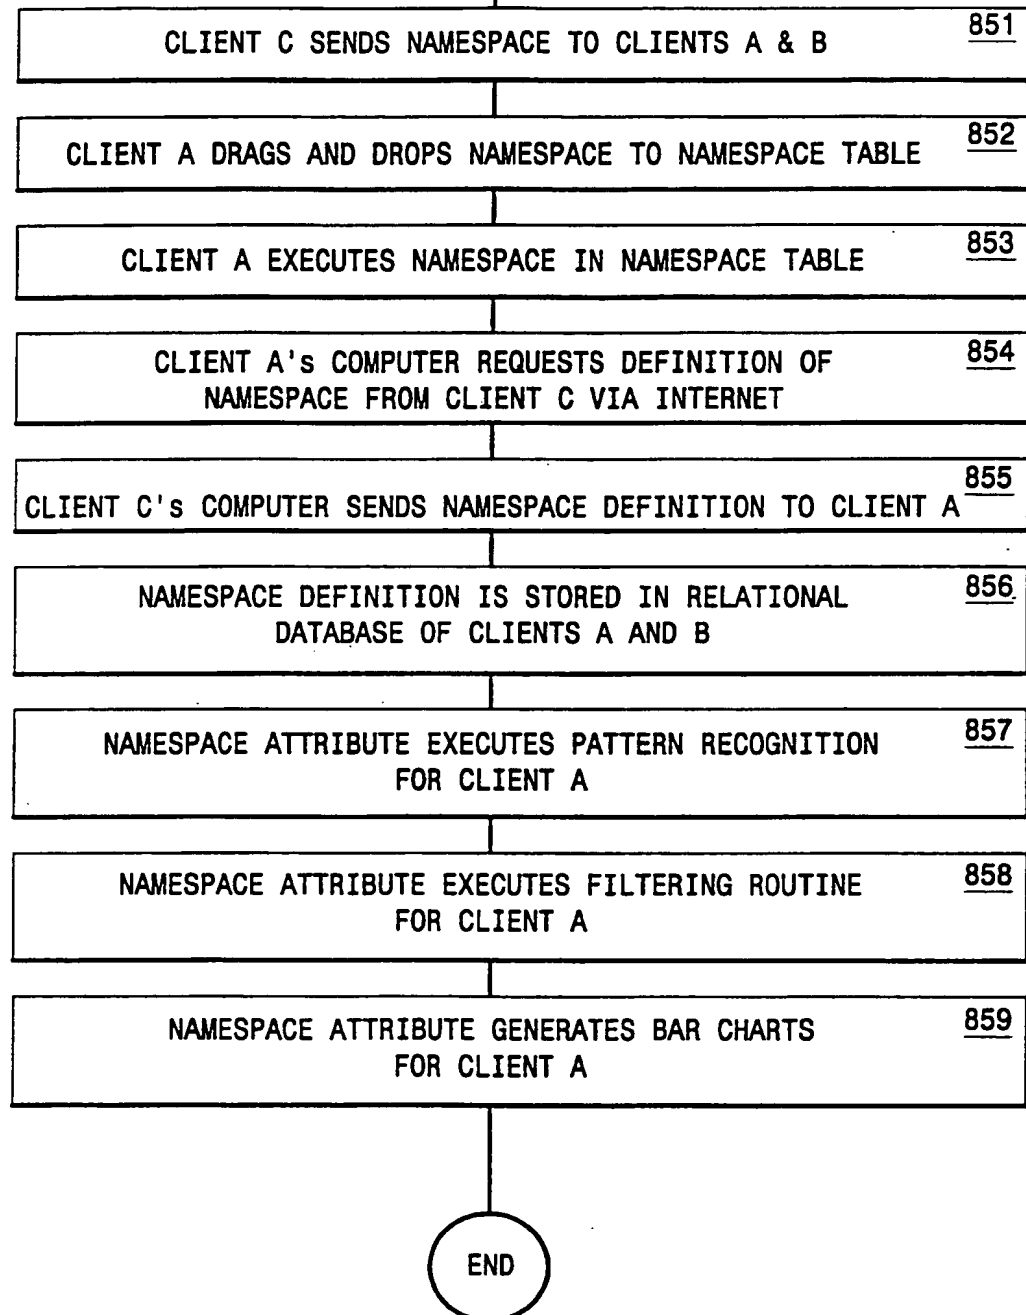 CLIENT C SENDS NAMESPACE TO CLIENTS A & B
851
CLIENT A DRAGS AND DROPS NAMESPACE TO NAMESPACE TABLE
852
CLIENT A EXECUTES NAMESPACE IN NAMESPACE TABLE
853
CLIENT A's COMPUTER REQUESTS DEFINITION OF
854
NAMESPACE FROM CLIENT C VIA INTERNET
855
CLIENT C's COMPUTER SENDS NAMESPACE DEFINITION TO CLIENT A
NAMESPACE DEFINITION IS STORED IN RELATIONAL
856
DATABASE OF CLIENTS A AND B
NAMESPACE ATTRIBUTE EXECUTES PATTERN RECOGNITION
857
FOR CLIENT A
NAMESPACE ATTRIBUTE EXECUTES FILTERING ROUTINE
858
FOR CLIENT A
NAMESPACE ATTRIBUTE GENERATES BAR CHARTS
859
FOR CLIENT A
END